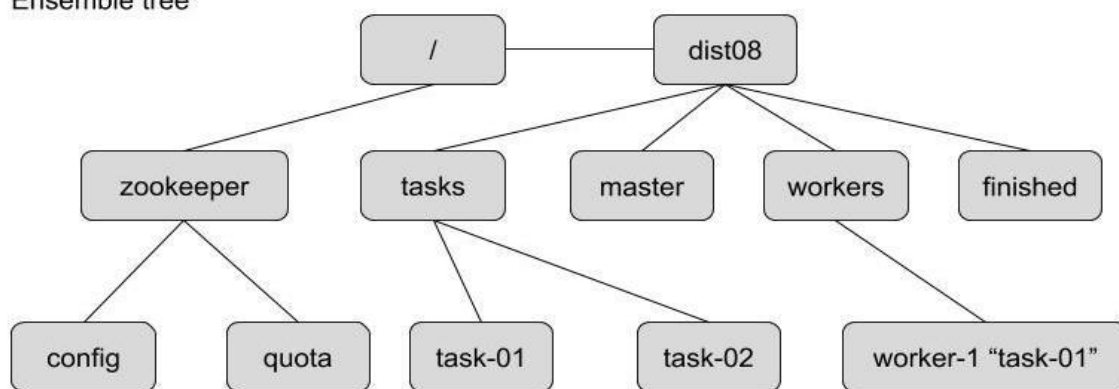 Ensemble tree
/
dist08
zookeeper
tasks
master
workers
finished
config
quota
task-01
task-02
worker-1 “task-01”